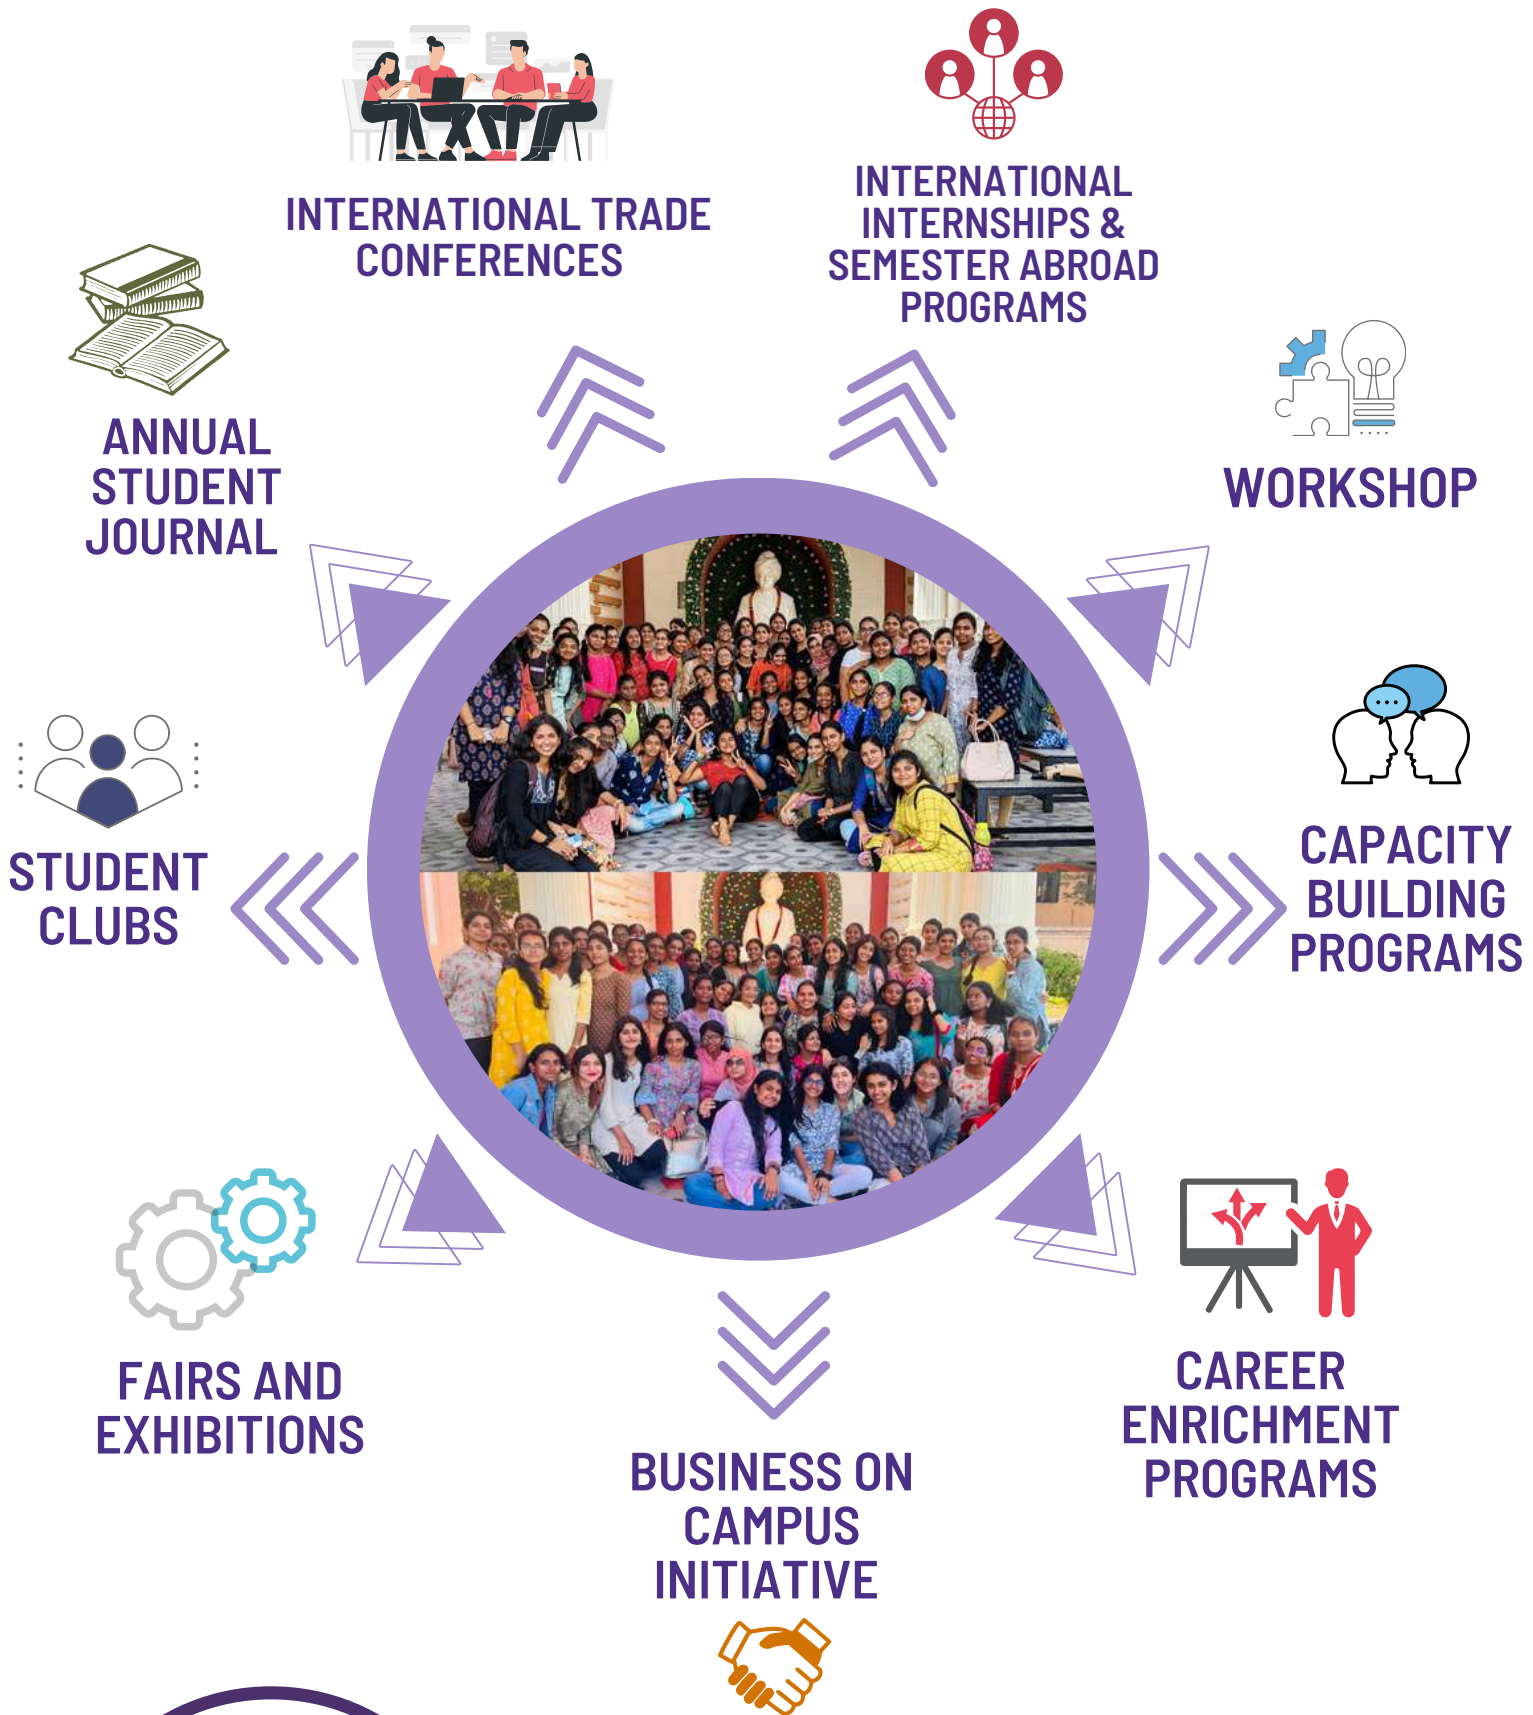 INTERNATIONAL TRADE
CONFERENCES
INTERNATIONAL
INTERNSHIPS &
SEMESTER ABROAD
PROGRAMS
ANNUAL
STUDENT
JOURNAL
WORKSHOP
STUDENT
CLUBS
CAPACITY
BUILDING
PROGRAMS
FAIRS AND
EXHIBITIONS
CAREER
ENRICHMENT
PROGRAMS
BUSINESS ON
CAMPUS
INITIATIVE